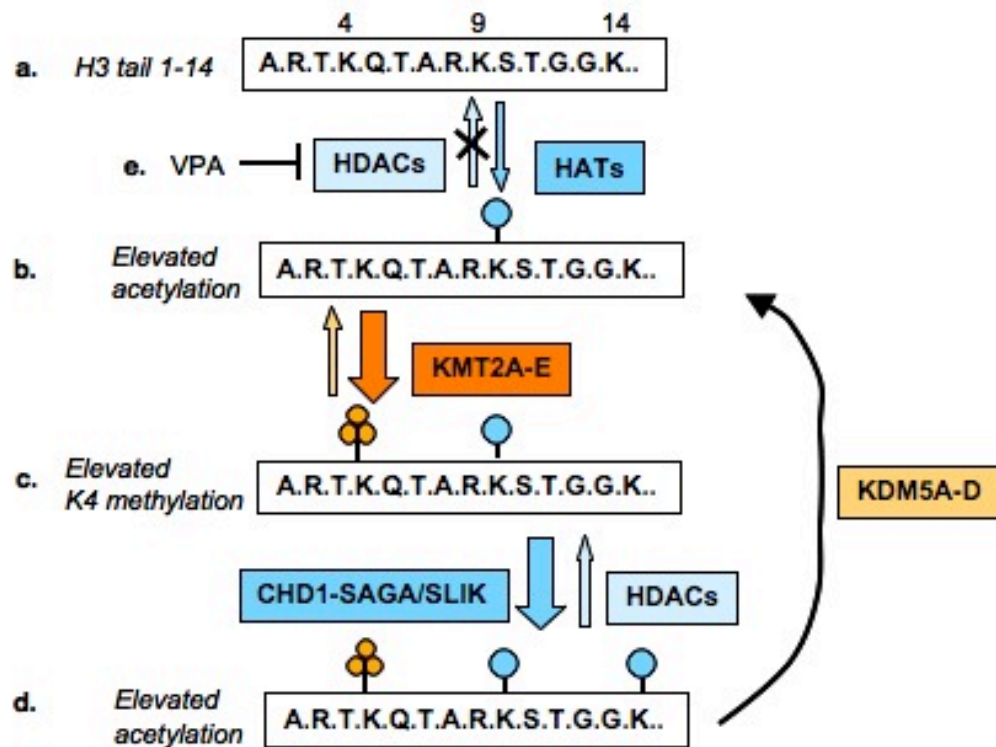 4 9 14
a. H3 tail 1-14 A.R.T.K.Q.T.A.R.K.S.T.G.G.K..
e. VPA HDACs HATs
b. Elevated
acetylation
A.R.T.K.Q.T.A.R.K.S.T.G.G.K..
KMT2A-E
c. Elevated
K4 methylation
A.R.T.K.Q.T.A.R.K.S.T.G.G.K..
KDM5A-D
CHD1-SAGA/SLIK HDACs
d. Elevated
acetylation
A.R.T.K.Q.T.A.R.K.S.T.G.G.K..